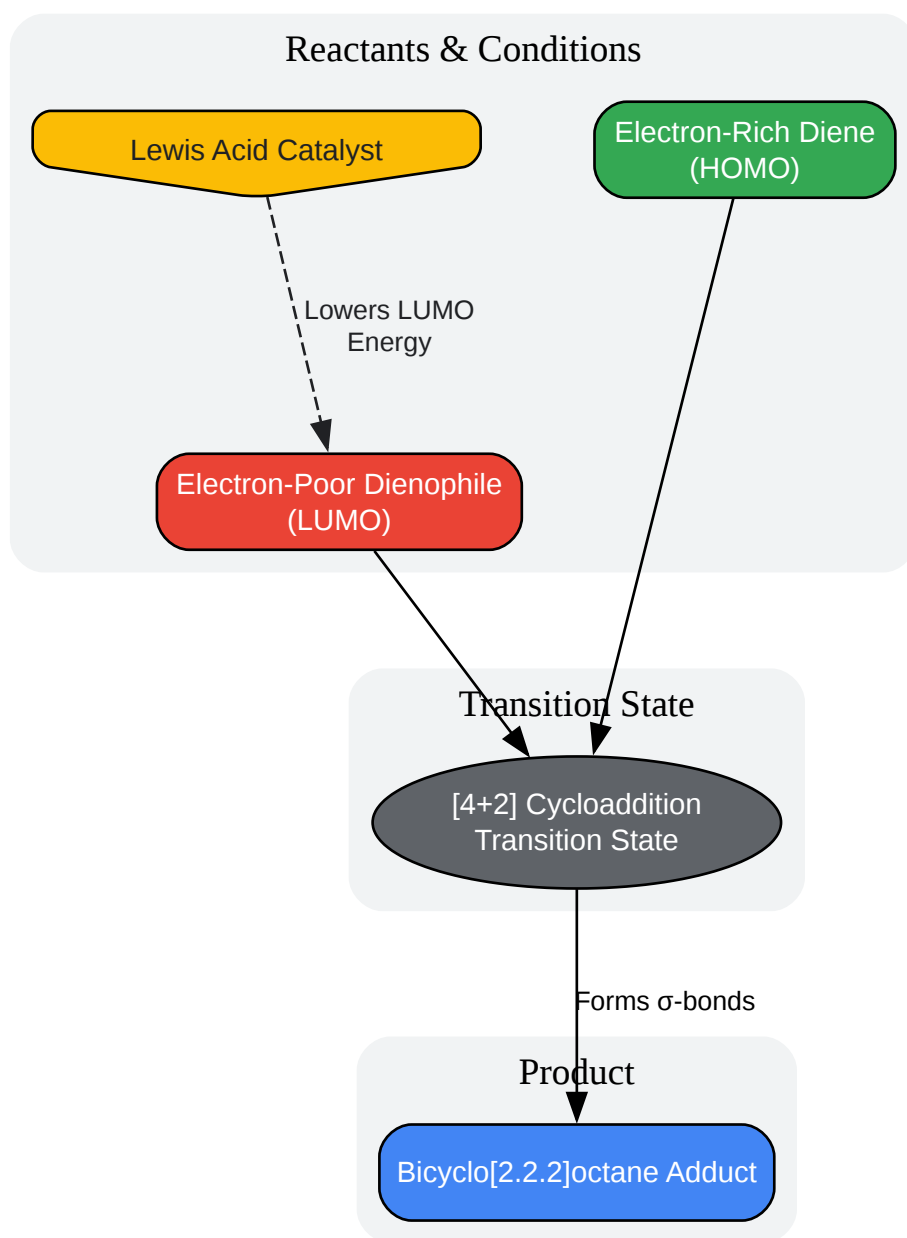 Reactants & Conditions
Lewis Acid Catalyst
Electron-Rich Diene
(HOMO)
Lowers LUMO
Energy
Electron-Poor Dienophile
(LUMO)
Transition State
[4+2] Cycloaddition
Transition State
Forms σ-bonds
Product
Bicyclo[2.2.2]octane Adduct